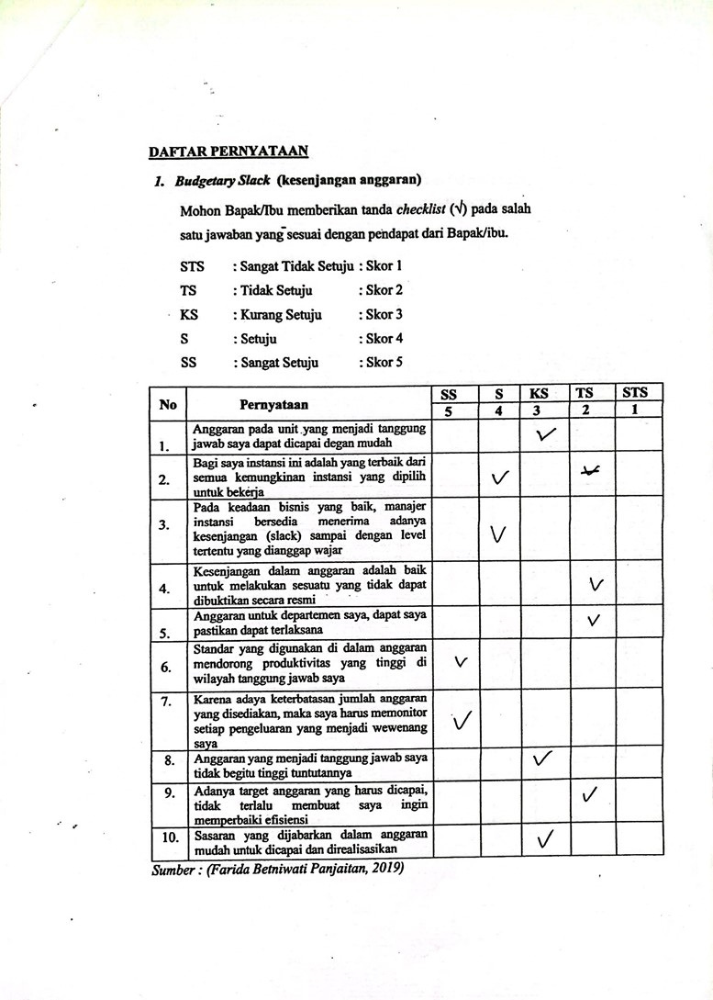 DAFTAR PERNYATAAN
1. Budgetary Slack (kesenjangan anggaran)
Mohon Bapak/Ibu memberikan tanda checklist (√) pada salah
satu jawaban yang sesuai dengan pendapat dari Bapak/ibu.
STS : Sangat Tidak Setuju : Skor 1
TS : Tidak Setuju : Skor 2
KS : Kurang Setuju : Skor 3
S : Setuju : Skor 4
SS : Sangat Setuju : Skor 5
No Pernyataan SS S KS TS STS
5 4 3 2 1
Anggaran pada unit yang menjadi tanggung
1. jawab saya dapat dicapai degan mudah ✓
Bagi saya instansi ini adalah yang terbaik dari
2. semua kemungkinan instansi yang dipilih ✓ ✓
untuk bekerja
Pada keadaan bisnis yang baik, manajer
3. instansi bersedia menerima adanya
kesenjangan (slack) sampai dengan level ✓
tertentu yang dianggap wajar
Kesenjangan dalam anggaran adalah baik
4. untuk melakukan sesuatu yang tidak dapat ✓
dibuktikan secara resmi
Anggaran untuk departemen saya, dapat saya ✓
5. pastikan dapat terlaksana
Standar yang digunakan di dalam anggaran
6. mendorong produktivitas yang tinggi di ✓
wilayah tanggung jawab saya
7. Karena adaya keterbatasan jumlah anggaran
yang disediakan, maka saya harus memonitor ✓
setiap pengeluaran yang menjadi wewenang
saya
8. Anggaran yang menjadi tanggung jawab saya ✓
tidak begitu tinggi tuntutannya
9. Adanya target anggaran yang harus dicapai, ✓
tidak terlalu membuat saya ingin
memperbaiki efisiensi
10. Sasaran yang dijabarkan dalam anggaran ✓
mudah untuk dicapai dan direalisasikan
Sumber : (Farida Betniwati Panjaitan, 2019)